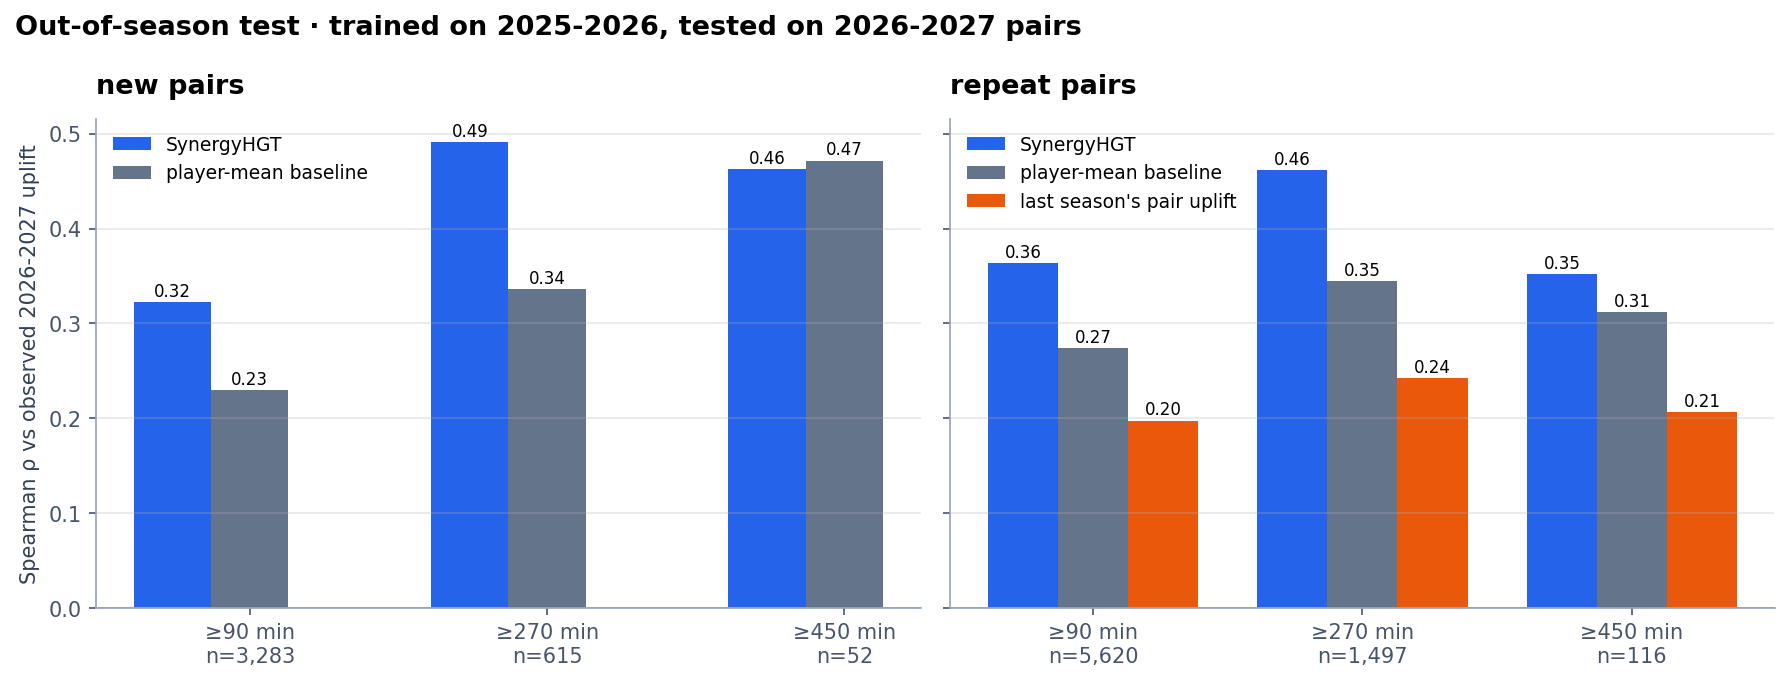 Out-of-season test · trained on 2025-2026, tested on 2026-2027 pairs
new pairs
Spearman ρ vs observed 2026-2027 uplift
0.5
0.4
0.3
0.2
0.1
0.0
SynergyHGT
player-mean baseline
0.32
0.23
0.49
0.34
0.46
0.47
≥90 min
n=3,283
≥270 min
n=615
≥450 min
n=52
repeat pairs
SynergyHGT
player-mean baseline
last season's pair uplift
0.36
0.27
0.20
0.46
0.35
0.24
0.35
0.31
0.21
≥90 min
n=5,620
≥270 min
n=1,497
≥450 min
n=116